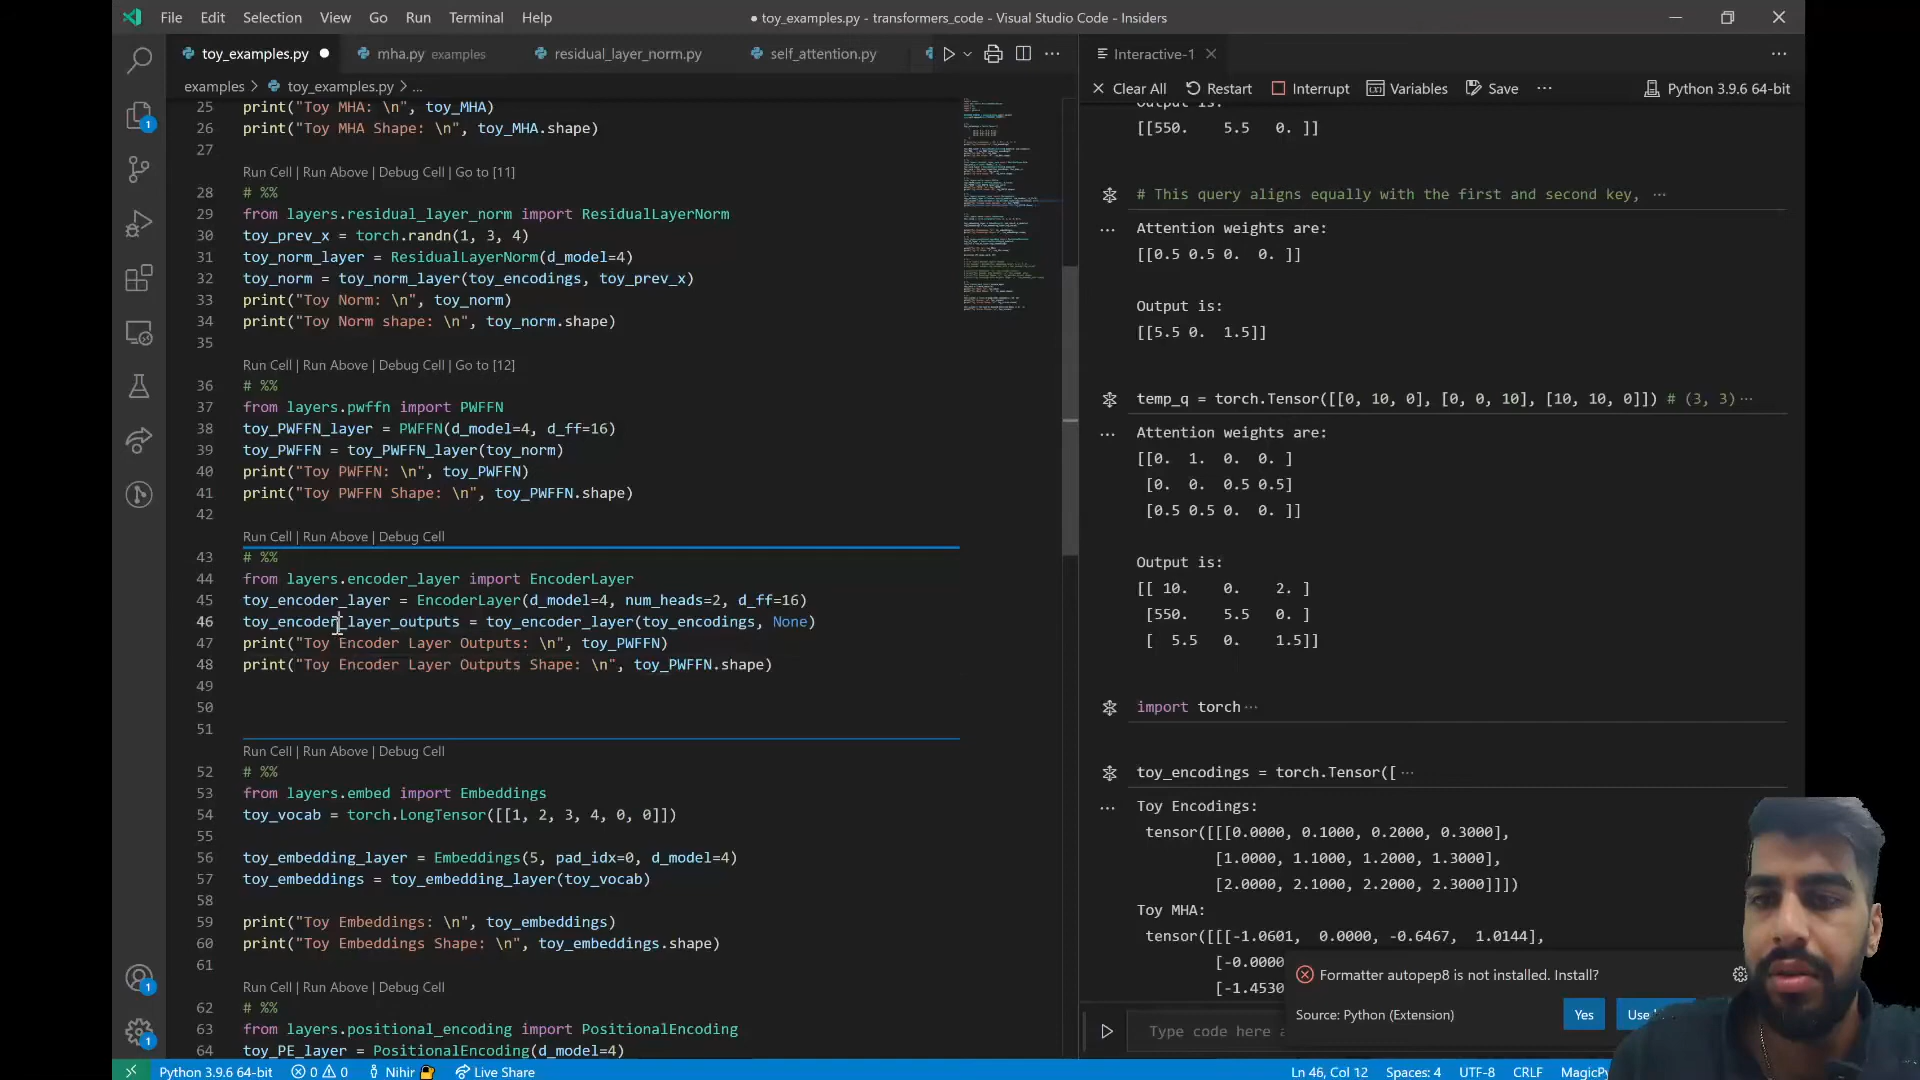 File Edit Selection View Go Run Terminal Help
● toy_examples.py - transformers_code - Visual Studio Code - Insiders
toy_examples.py ● mha.py examples residual_layer_norm.py self_attention.py
examples > toy_examples.py > ...
25 print("Toy MHA: \n", toy_MHA)
26 print("Toy MHA Shape: \n", toy_MHA.shape)
27
Run Cell | Run Above | Debug Cell | Go to [11]
28 # %%
29 from layers.residual_layer_norm import ResidualLayerNorm
30 toy_prev_x = torch.randn(1, 3, 4)
31 toy_norm_layer = ResidualLayerNorm(d_model=4)
32 toy_norm = toy_norm_layer(toy_encodings, toy_prev_x)
33 print("Toy Norm: \n", toy_norm)
34 print("Toy Norm shape: \n", toy_norm.shape)
35
Run Cell | Run Above | Debug Cell | Go to [12]
36 # %%
37 from layers.pwffn import PWFFN
38 toy_PWFFN_layer = PWFFN(d_model=4, d_ff=16)
39 toy_PWFFN = toy_PWFFN_layer(toy_norm)
40 print("Toy PWFFN: \n", toy_PWFFN)
41 print("Toy PWFFN Shape: \n", toy_PWFFN.shape)
42
Run Cell | Run Above | Debug Cell
43 # %%
44 from layers.encoder_layer import EncoderLayer
45 toy_encoder_layer = EncoderLayer(d_model=4, num_heads=2, d_ff=16)
46 toy_encoder_layer_outputs = toy_encoder_layer(toy_encodings, None)
47 print("Toy Encoder Layer Outputs: \n", toy_PWFFN)
48 print("Toy Encoder Layer Outputs Shape: \n", toy_PWFFN.shape)
49
50
51
Run Cell | Run Above | Debug Cell
52 # %%
53 from layers.embed import Embeddings
54 toy_vocab = torch.LongTensor([[1, 2, 3, 4, 0, 0]])
55
56 toy_embedding_layer = Embeddings(5, pad_idx=0, d_model=4)
57 toy_embeddings = toy_embedding_layer(toy_vocab)
58
59 print("Toy Embeddings: \n", toy_embeddings)
60 print("Toy Embeddings Shape: \n", toy_embeddings.shape)
61
Run Cell | Run Above | Debug Cell
62 # %%
63 from layers.positional_encoding import PositionalEncoding
64 toy_PE_layer = PositionalEncoding(d_model=4)
Interactive-1
Clear All Restart Interrupt Variables Save ··· Python 3.9.6 64-bit
Output is:
[[550. 5.5 0. ]]
# This query aligns equally with the first and second key, ···
Attention weights are:
[[0.5 0.5 0. 0. ]]
Output is:
[[5.5 0. 1.5]]
temp_q = torch.Tensor([[0, 10, 0], [0, 0, 10], [10, 10, 0]]) # (3, 3)···
Attention weights are:
[[0. 1. 0. 0. ]
[0. 0. 0.5 0.5]
[0.5 0.5 0. 0. ]]
Output is:
[[ 10. 0. 2. ]
[550. 5.5 0. ]
[ 5.5 0. 1.5]]
import torch···
toy_encodings = torch.Tensor([ ···
Toy Encodings:
tensor([[[0.0000, 0.1000, 0.2000, 0.3000],
[1.0000, 1.1000, 1.2000, 1.3000],
[2.0000, 2.1000, 2.2000, 2.3000]]])
Toy MHA:
tensor([[[-1.0601, 0.0000, -0.6467, 1.0144],
[-0.0000
[-1.4530
Formatter autopep8 is not installed. Install?
Source: Python (Extension) Yes Use
Type code here
1
1
1
Python 3.9.6 64-bit 0 0 Nihir Live Share Ln 46, Col 12 Spaces: 4 UTF-8 CRLF MagicPy